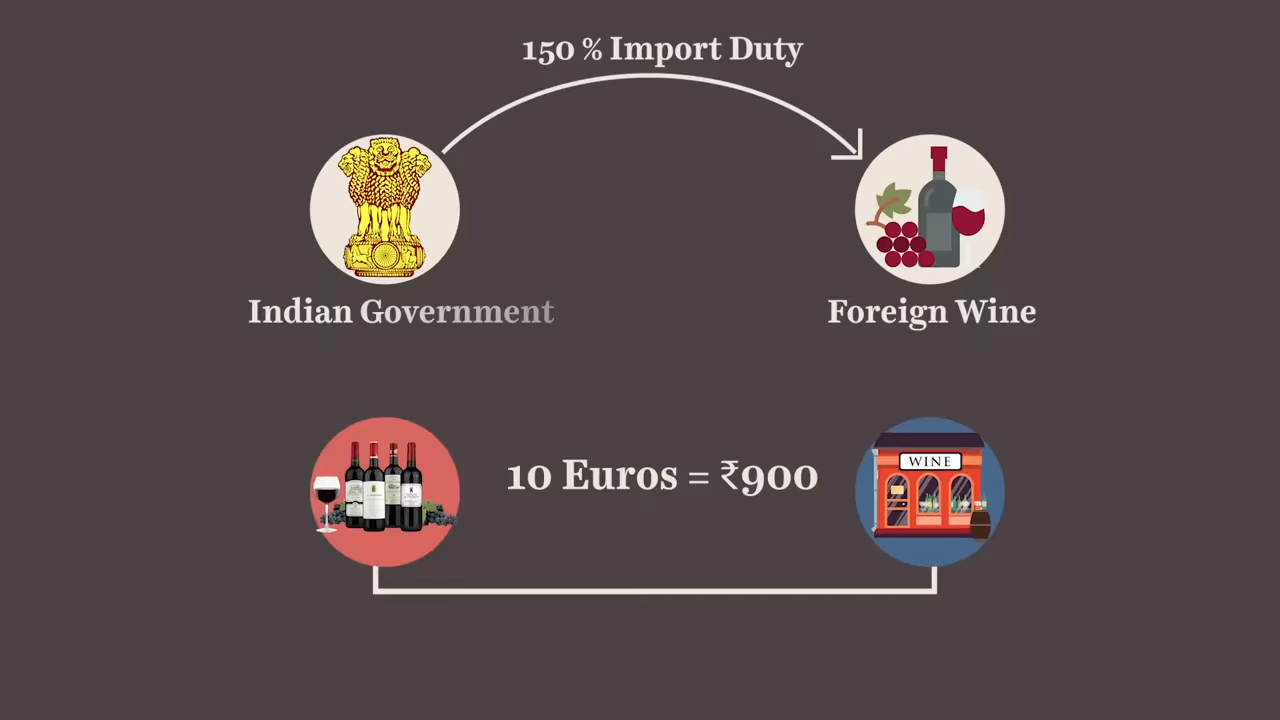 150 % Import Duty
Indian Government
Foreign Wine
10 Euros = ₹900
WINE